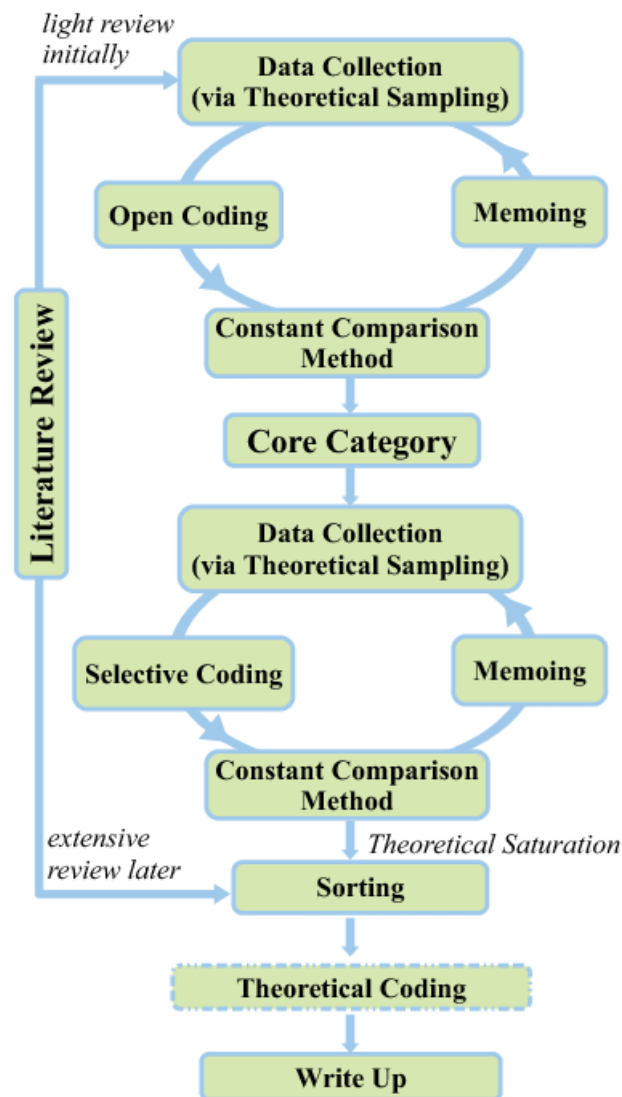 light review
initially
Data Collection
(via Theoretical Sampling)
Open Coding
Memoing
Constant Comparison
Method
Literature Review
Core Category
Data Collection
(via Theoretical Sampling)
Selective Coding
Memoing
Constant Comparison
Method
extensive
review later
Theoretical Saturation
Sorting
Theoretical Coding
Write Up